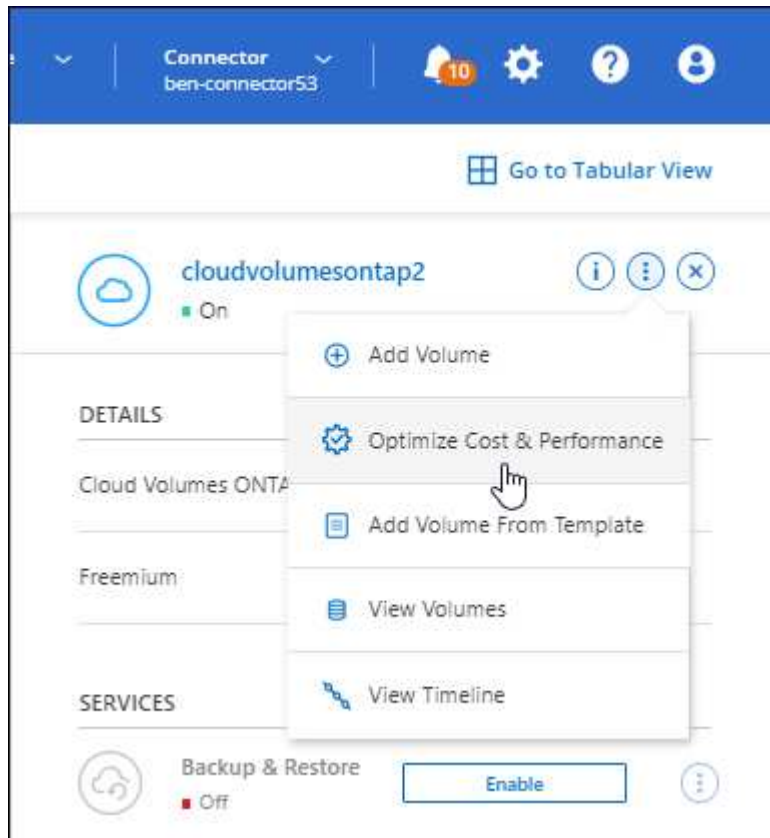 Connector
ben-connector53
10
Go to Tabular View
cloudvolumesontap2
On
Add Volume
DETAILS
Optimize Cost & Performance
Cloud Volumes ONTA
Add Volume From Template
Freemium
View Volumes
View Timeline
SERVICES
Backup & Restore
Enable
Off